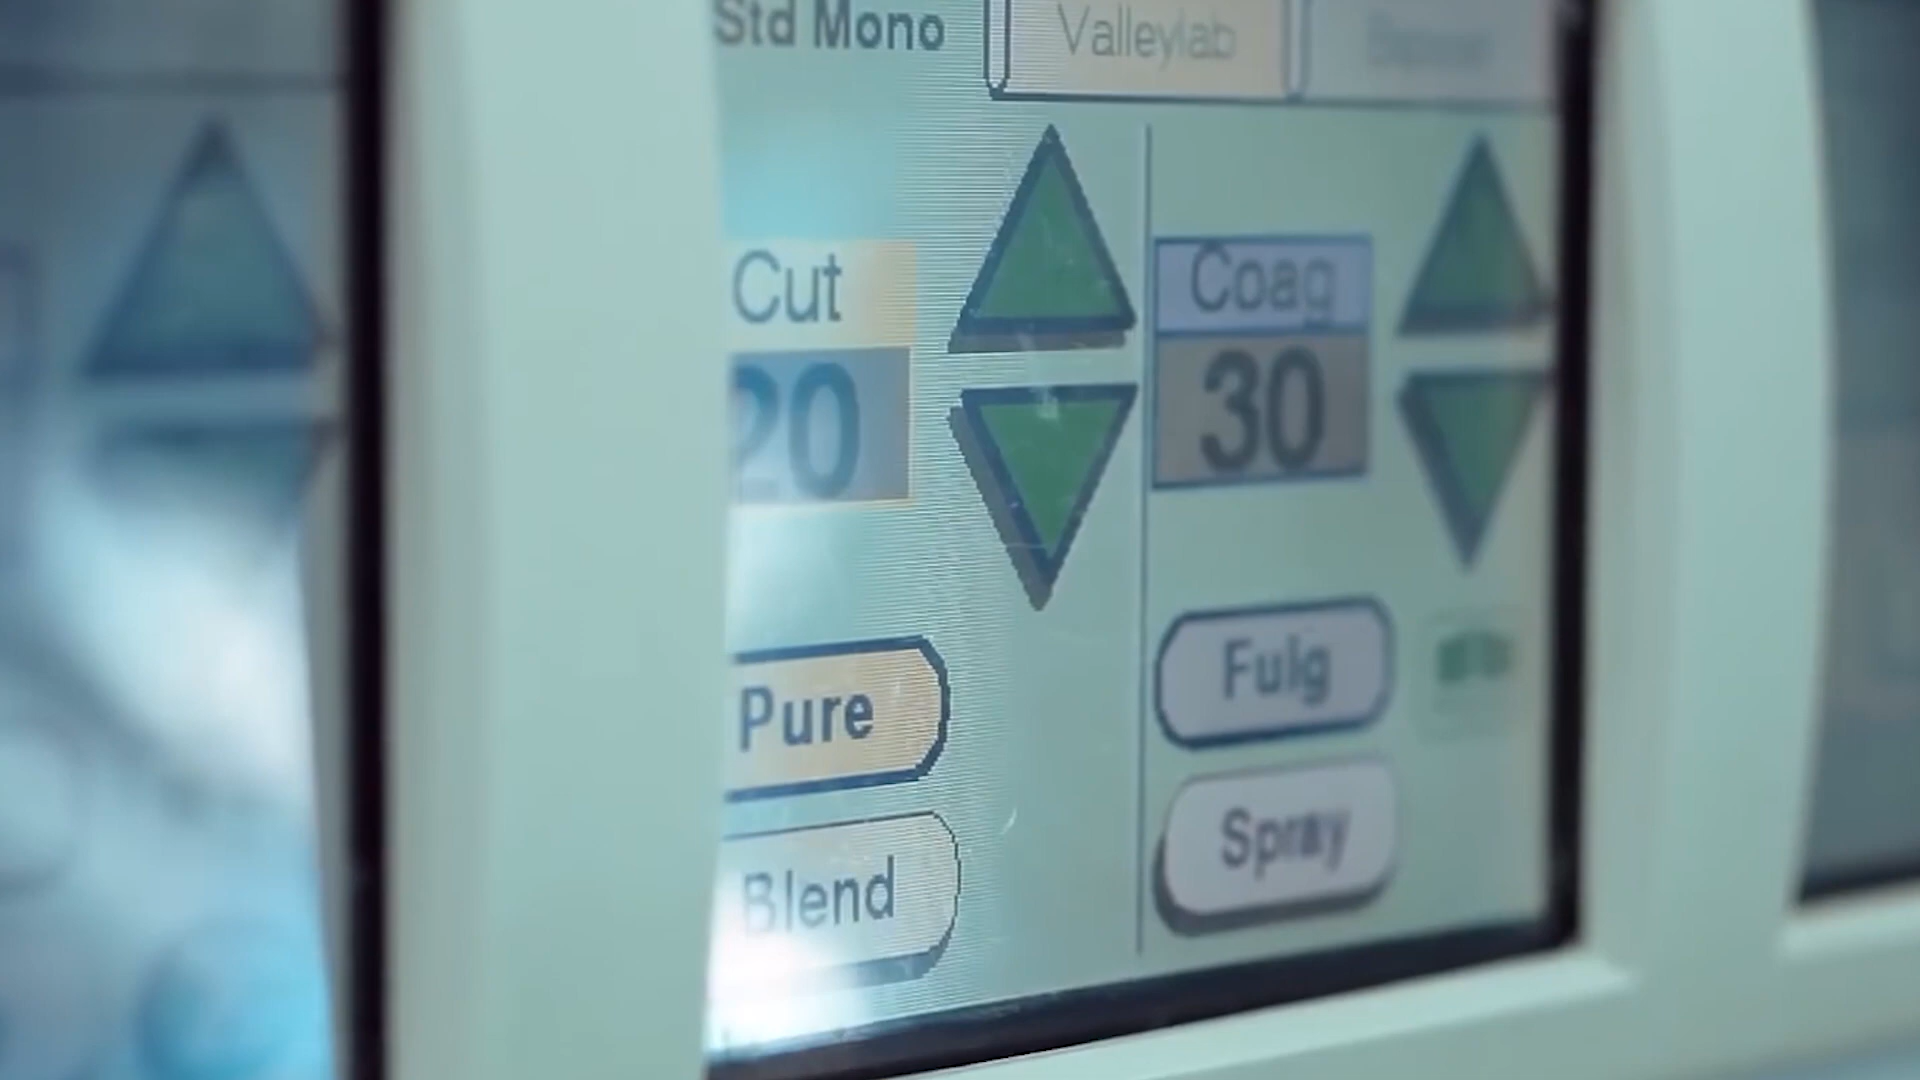 Std Mono
Valleylab
Cut
20
Coag
30
Pure
Blend
Fulg
Spray